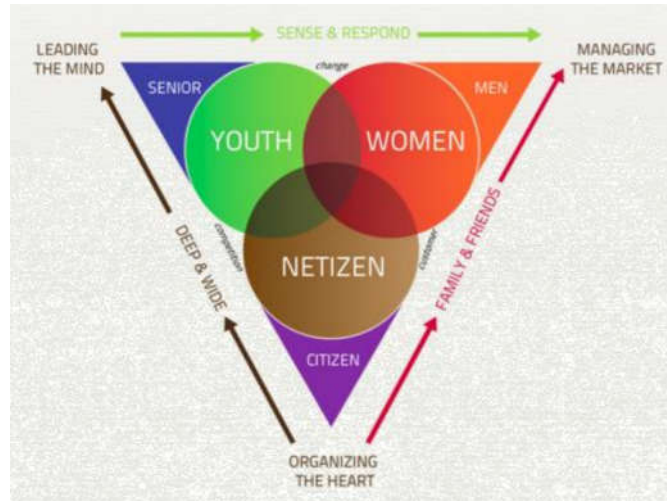 SENSE & RESPOND
LEADING
THE MIND
MANAGING
THE MARKET
change
SENIOR
MEN
YOUTH
WOMEN
DEEP & WIDE
competition
customer
FAMILY & FRIENDS
NETIZEN
CITIZEN
ORGANIZING
THE HEART